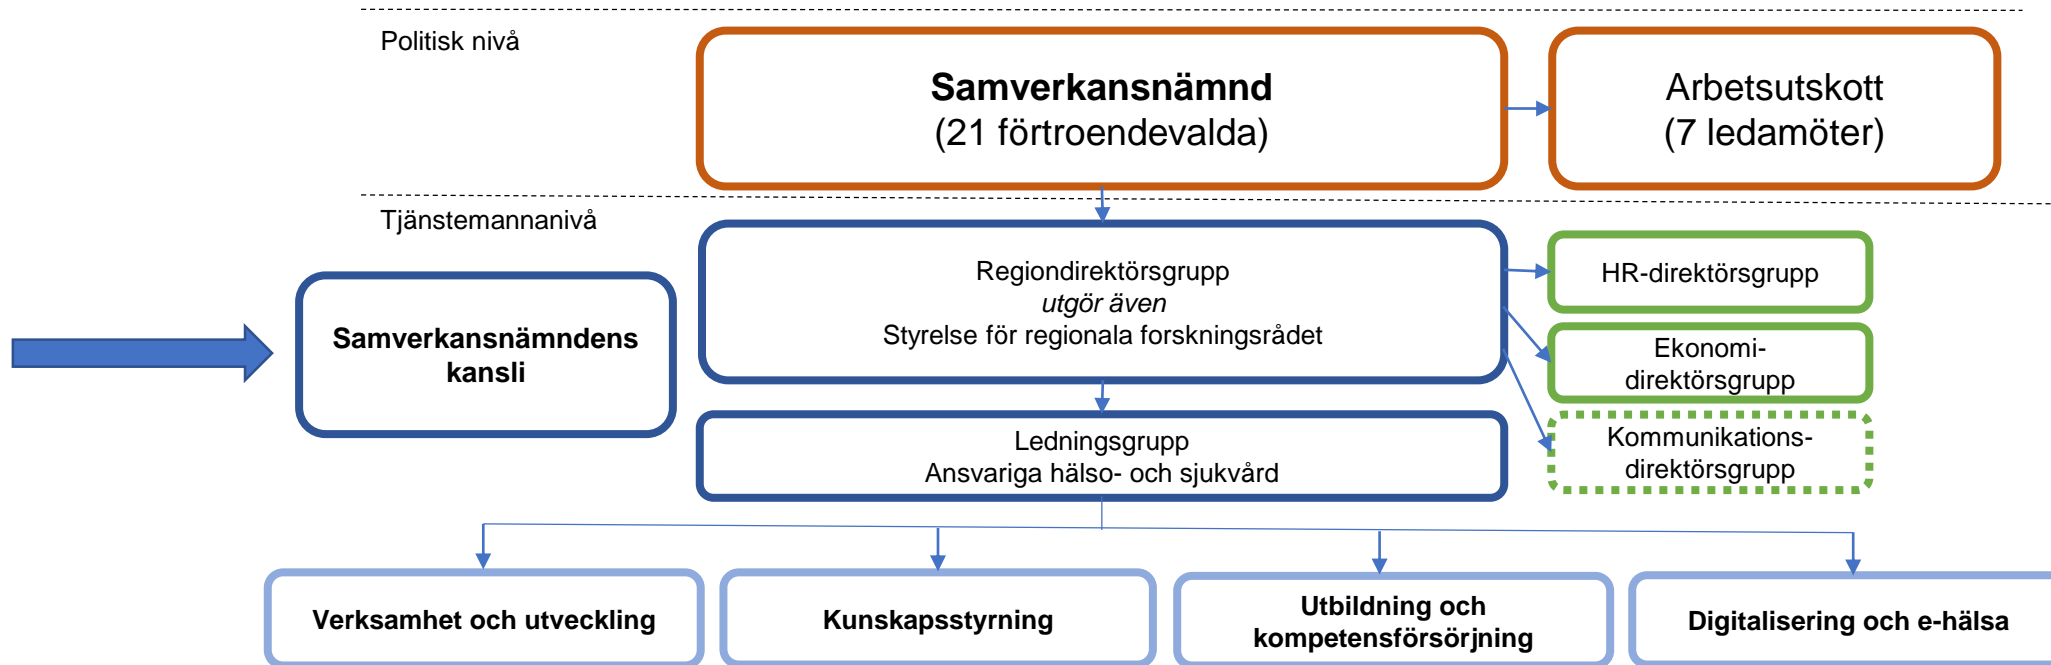 Politisk nivå
Samverkansnämnd
(21 förtroendevalda)
Arbetsutskott
(7 ledamöter)
Tjänstemannanivå
Samverkansnämndens
kansli
Regiondirektörsgrupp
utgör även
Styrelse för regionala forskningsrådet
HR-direktörsgrupp
Ekonomi-
direktörsgrupp
Kommunikations-
direktörsgrupp
Ledningsgrupp
Ansvariga hälso- och sjukvård
Verksamhet och utveckling
Kunskapsstyrning
Utbildning och
kompetensförsörjning
Digitalisering och e-hälsa